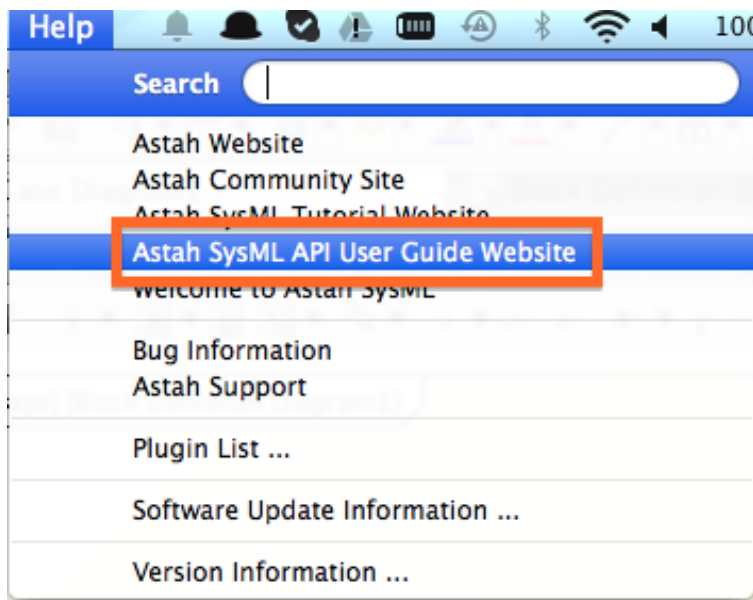 Help
100
Search
Astah Website
Astah Community Site
Astah SysML Tutorial Website
Astah SysML API User Guide Website
Welcome to Astah SysML
Bug Information
Astah Support
Plugin List ...
Software Update Information ...
Version Information ...